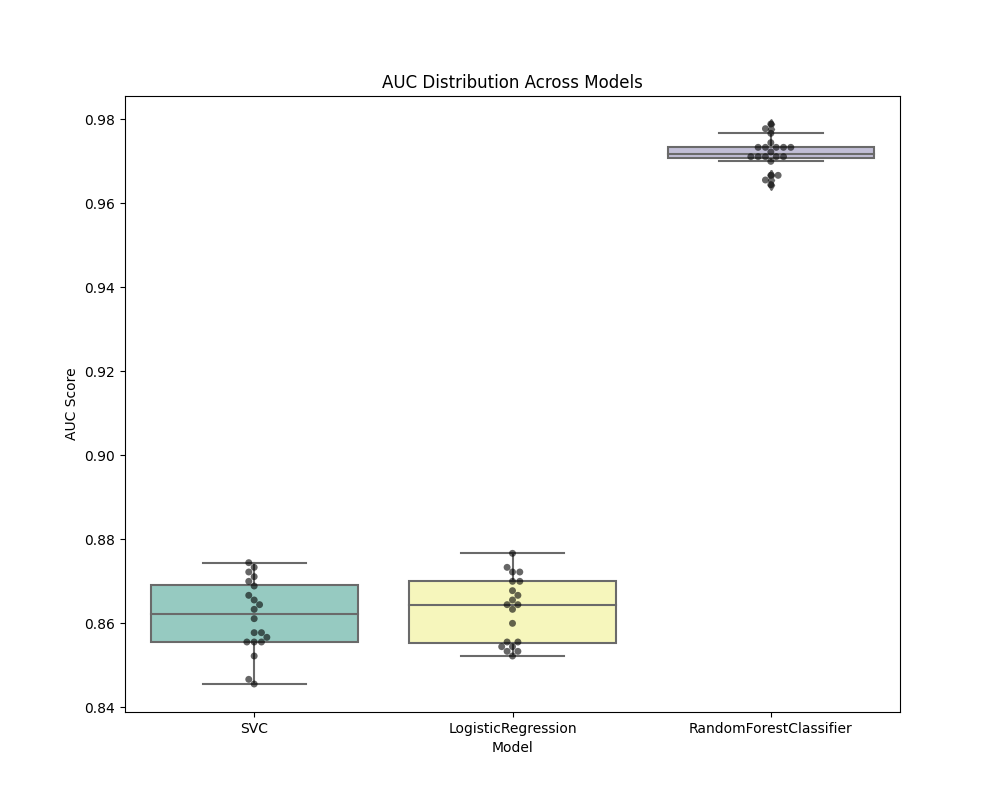 AUC Distribution Across Models
AUC Score
0.98
0.96
0.94
0.92
0.90
0.88
0.86
0.84
SVC
LogisticRegression
RandomForestClassifier
Model